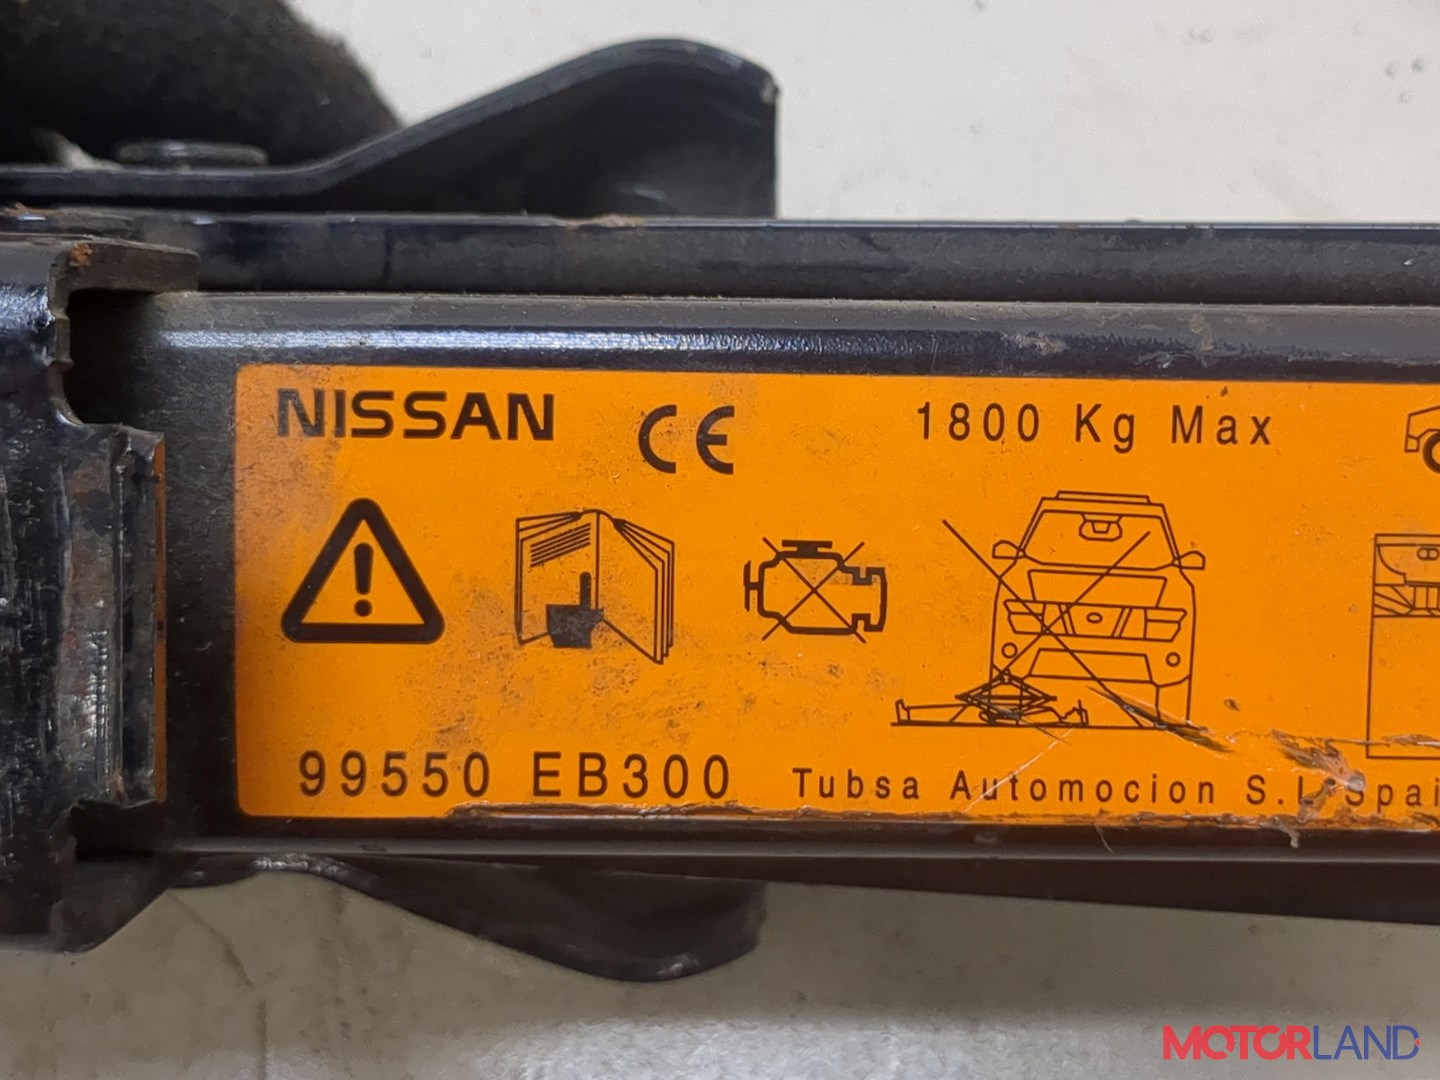 NISSAN
CE
1800 Kg Max
99550 EB300
Tubsa Automocion S.L Spai
MOTORLAND